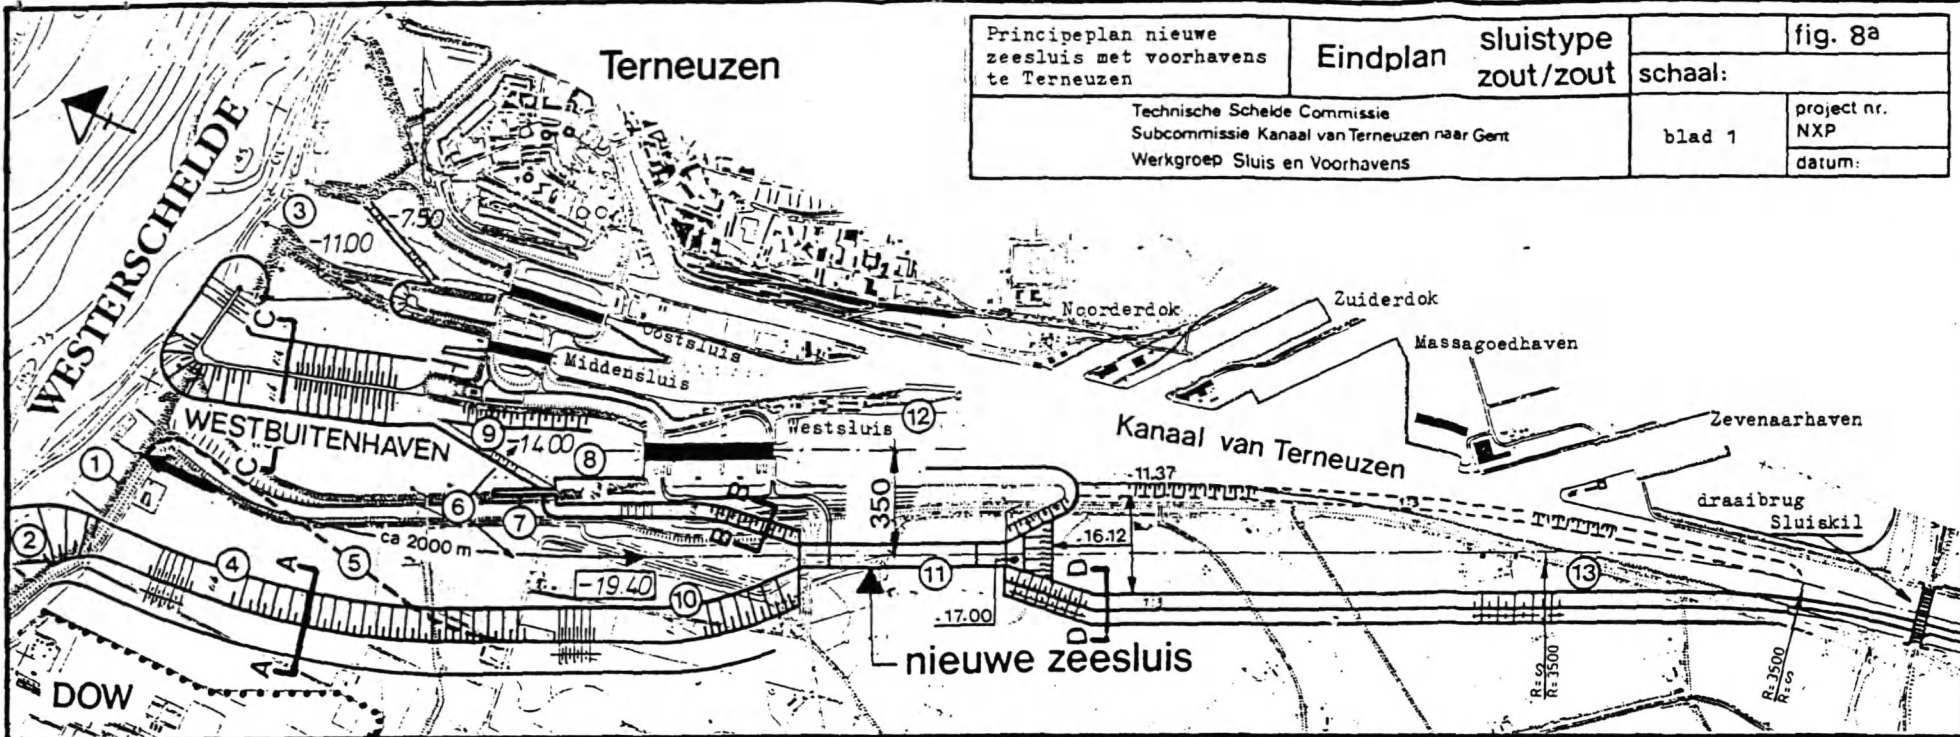 Principeplan nieuwe
zeesluis met voorhavens
te Terneuzen
Eindplan
sluistype
zout/zout
fig. 8a
schaal:
Technische Schelde Commissie
Subcommissie Kanaal van Terneuzen naar Gent
Werkgroep Sluis en Voorhavens
blad 1
project nr.
NXP
datum:
Terneuzen
WESTERSCHELDE
3
-7.50
-11.00
C'
Oostsluis
Middensluis
Noorderdok
Zuiderdok
Massagoedhaven
Zevenaarhaven
draaibrug
Sluiskil
WESTBUITENHAVEN
C'
9
-14.00
8
Westsluis
12
Kanaal van Terneuzen
1
2
6
7
B'
B'
350
-11.37
16.12
ca 2000 m
4
5
A
A
-19.40
10
11
17.00
D
D
13
1:3
nieuwe zeesluis
R=S
R=3500
R=3500
R=S
DOW